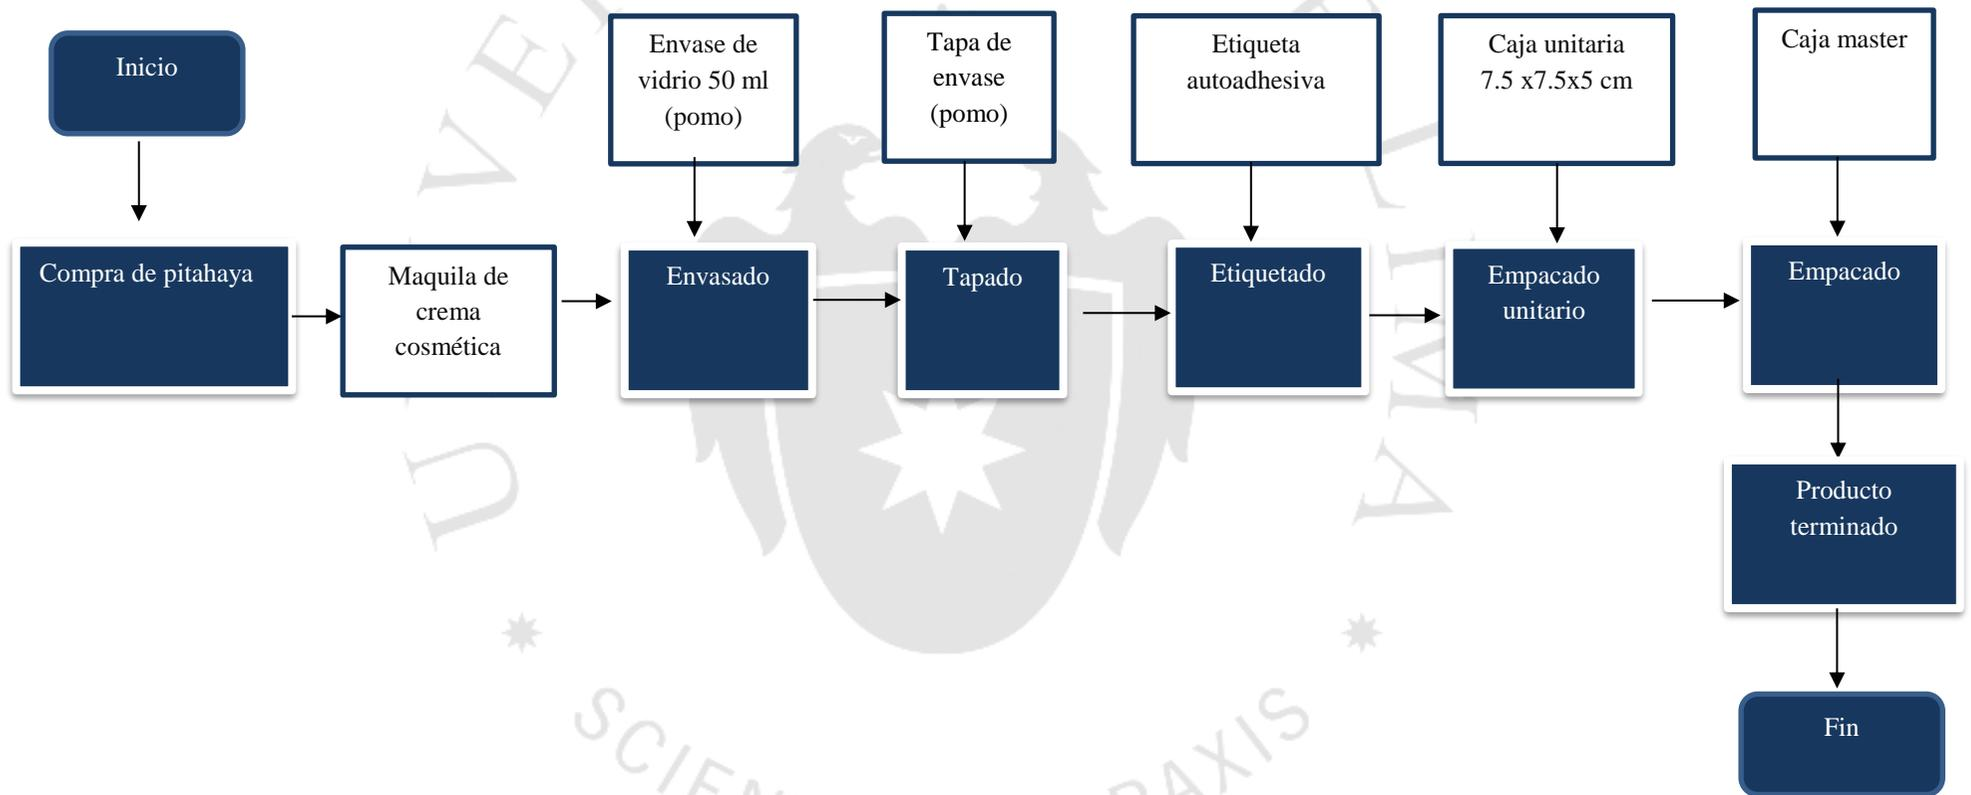 Inicio
Envase de
vidrio 50 ml
(pomo)
Tapa de
envase
(pomo)
Etiqueta
autoadhesiva
Caja unitaria
7.5 x7.5x5 cm
Caja master
Compra de pitahaya
Maquila de
crema
cosmética
Envasado
Tapado
Etiquetado
Empacado
unitario
Empacado
Producto
terminado
Fin
LIMA
PRAXIS